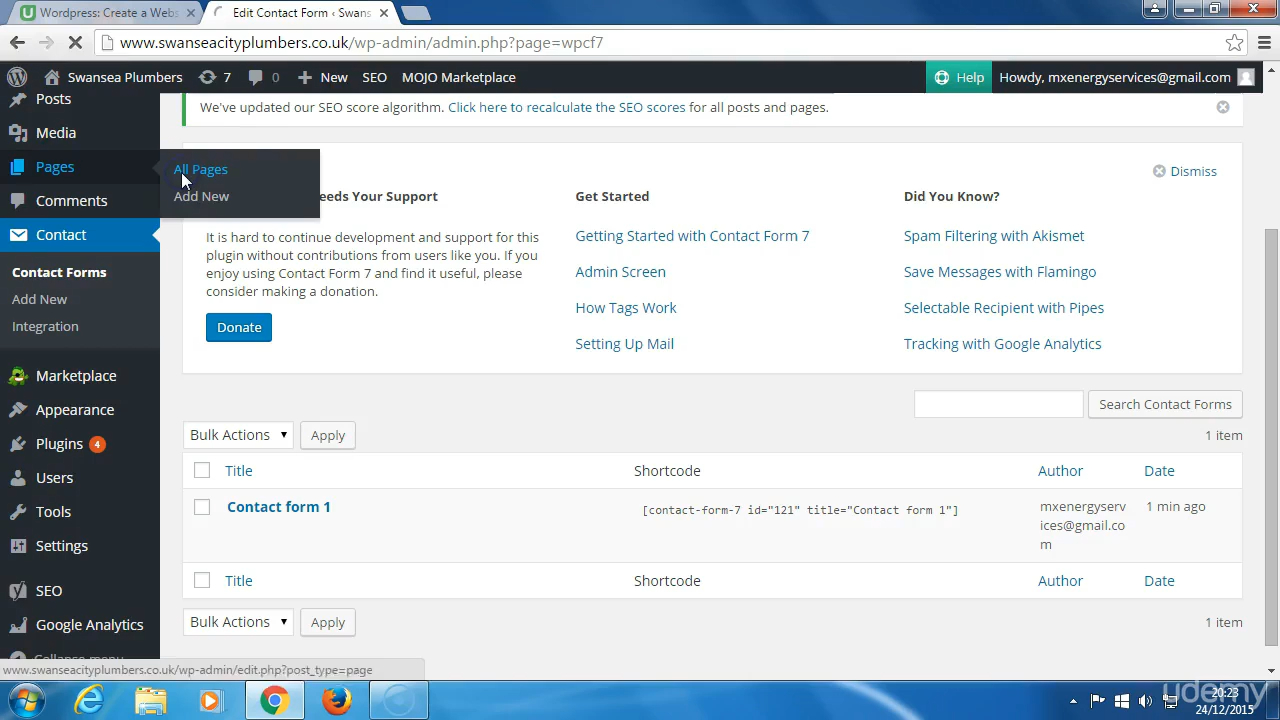 Wordpress: Create a Webs
Edit Contact Form ‹ Swans
www.swanseacityplumbers.co.uk/wp-admin/admin.php?page=wpcf7
Swansea Plumbers
7
0
New
SEO
MOJO Marketplace
Help
Howdy, mxenergyservices@gmail.com
Posts
Media
Pages
All Pages
Add New
Comments
Contact
Contact Forms
Add New
Integration
Marketplace
Appearance
Plugins 4
Users
Tools
Settings
SEO
Google Analytics
Collapse menu
We've updated our SEO score algorithm. Click here to recalculate the SEO scores for all posts and pages.
Dismiss
eeds Your Support
It is hard to continue development and support for this
plugin without contributions from users like you. If you
enjoy using Contact Form 7 and find it useful, please
consider making a donation.
Donate
Get Started
Getting Started with Contact Form 7
Admin Screen
How Tags Work
Setting Up Mail
Did You Know?
Spam Filtering with Akismet
Save Messages with Flamingo
Selectable Recipient with Pipes
Tracking with Google Analytics
Search Contact Forms
Bulk Actions
Apply
1 item
Title
Shortcode
Author
Date
Contact form 1
[contact-form-7 id="121" title="Contact form 1"]
mxenergyserv
ices@gmail.co
m
1 min ago
Title
Shortcode
Author
Date
Bulk Actions
Apply
1 item
www.swanseacityplumbers.co.uk/wp-admin/edit.php?post_type=page
udemy
20:23
24/12/2015